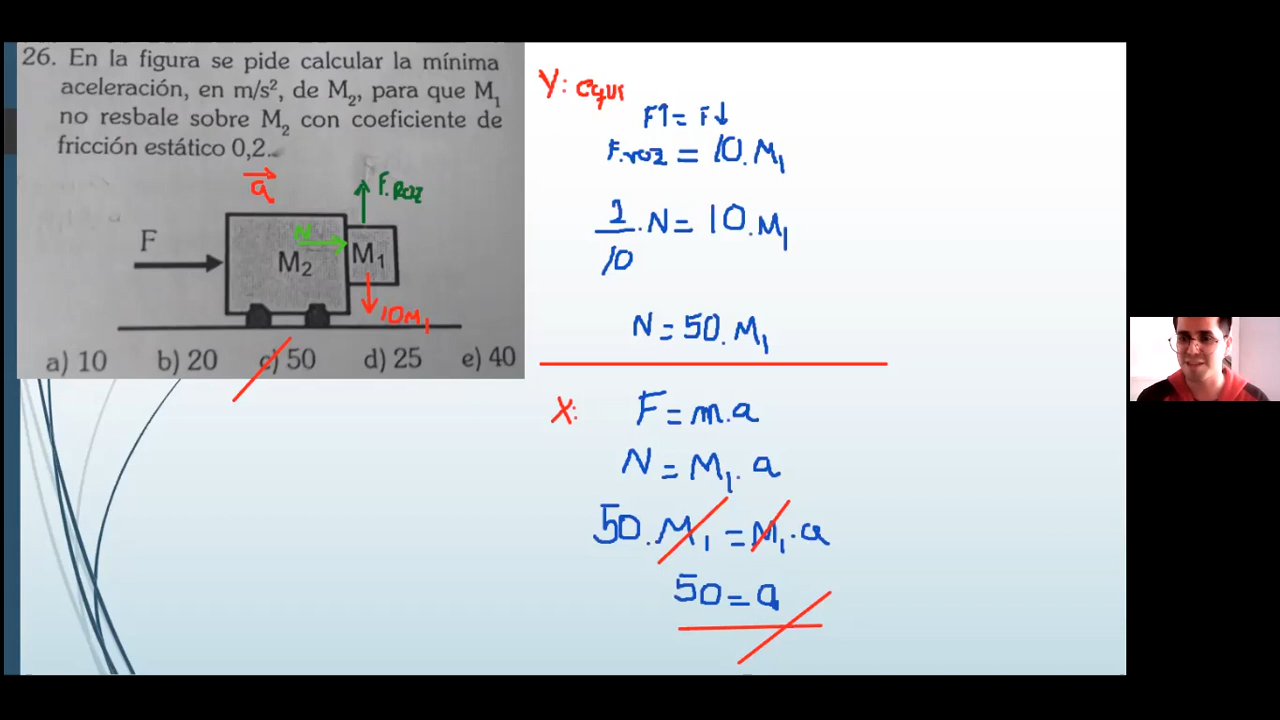 26. En la figura se pide calcular la mínima
aceleración, en m/s², de M₂, para que M₁
no resbale sobre M₂ con coeficiente de
fricción estático 0,2.
a
F.Roz
F
N
M₂
M₁
10M₁
a) 10 b) 20 c) 50 d) 25 e) 40
Y: equi
F↑ = F↓
F.roz = 10.M₁
2/10 . N = 10.M₁
N = 50.M₁
X:
F = m.a
N = M₁.a
50.M₁ = M₁.a
50 = a